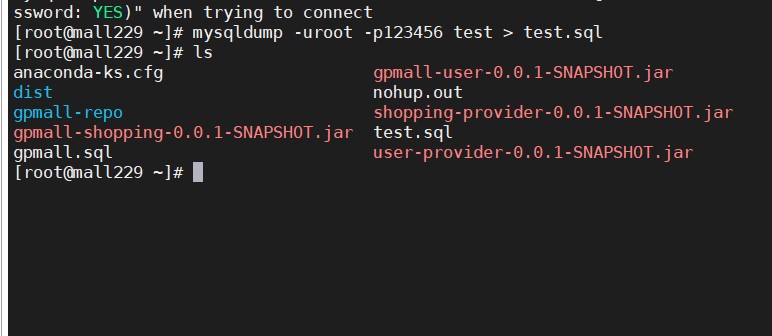 ssword: YES)" when trying to connect
[root@mall229 ~]# mysqldump -uroot -p123456 test > test.sql
[root@mall229 ~]# ls
anaconda-ks.cfg gpmall-user-0.0.1-SNAPSHOT.jar
dist nohup.out
gpmall-repo shopping-provider-0.0.1-SNAPSHOT.jar
gpmall-shopping-0.0.1-SNAPSHOT.jar test.sql
gpmall.sql user-provider-0.0.1-SNAPSHOT.jar
[root@mall229 ~]#